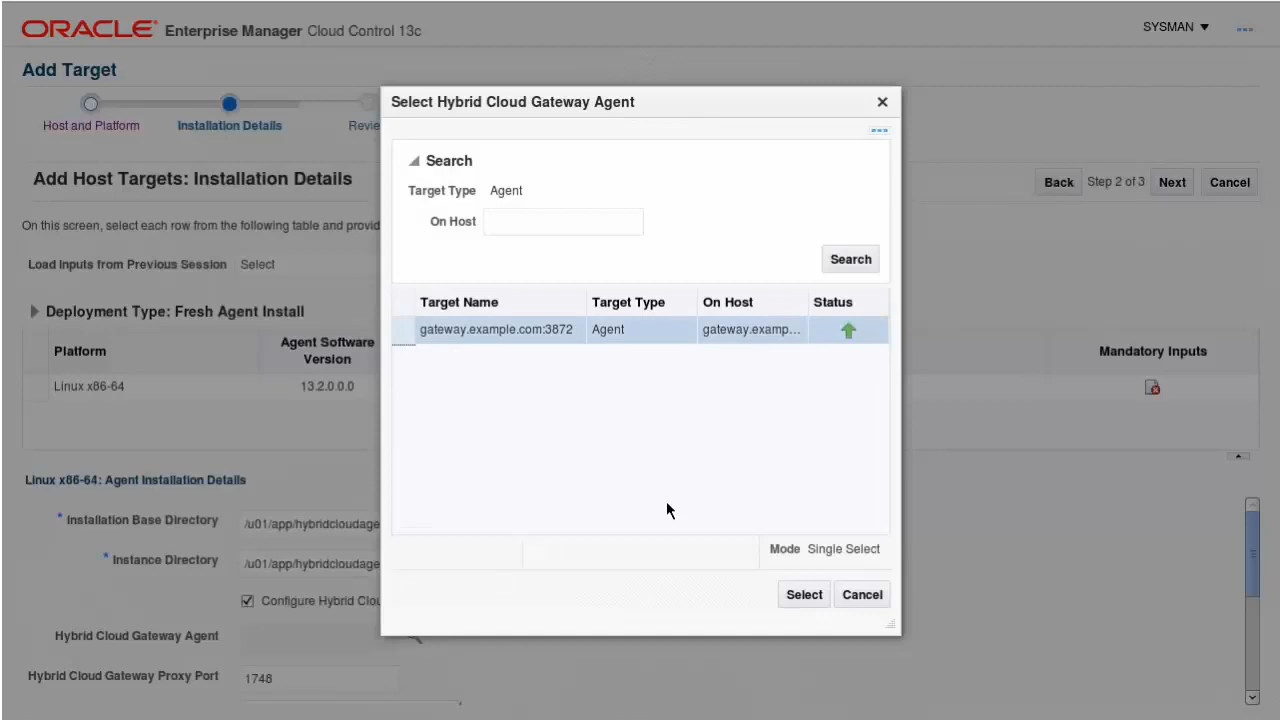 ORACLE Enterprise Manager Cloud Control 13c
SYSMAN
Add Target
Host and Platform
Installation Details
Revie
Add Host Targets: Installation Details
Back Step 2 of 3 Next Cancel
On this screen, select each row from the following table and provid
Load Inputs from Previous Session Select
Deployment Type: Fresh Agent Install
Platform
Agent Software
Version
Mandatory Inputs
Linux x86-64 13.2.0.0.0
Linux x86-64: Agent Installation Details
* Installation Base Directory /u01/app/hybridcloudage
* Instance Directory /u01/app/hybridcloudage
Configure Hybrid Clou
Hybrid Cloud Gateway Agent
Hybrid Cloud Gateway Proxy Port 1748
Select Hybrid Cloud Gateway Agent
Search
Target Type Agent
On Host
Search
Target Name Target Type On Host Status
gateway.example.com:3872 Agent gateway.examp...
Mode Single Select
Select Cancel